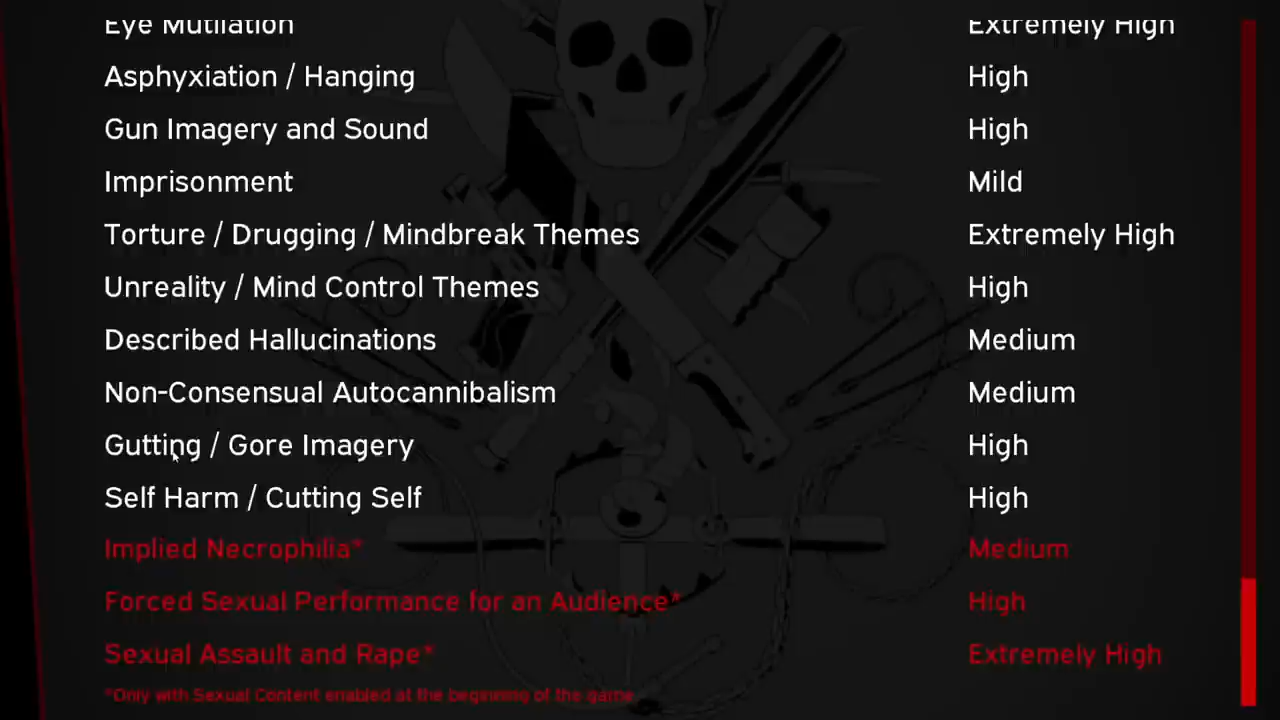 Eye Mutilation Extremely High
Asphyxiation / Hanging High
Gun Imagery and Sound High
Imprisonment Mild
Torture / Drugging / Mindbreak Themes Extremely High
Unreality / Mind Control Themes High
Described Hallucinations Medium
Non-Consensual Autocannibalism Medium
Gutting / Gore Imagery High
Self Harm / Cutting Self High
Implied Necrophilia* Medium
Forced Sexual Performance for an Audience* High
Sexual Assault and Rape* Extremely High
*Only with Sexual Content enabled at the beginning of the game